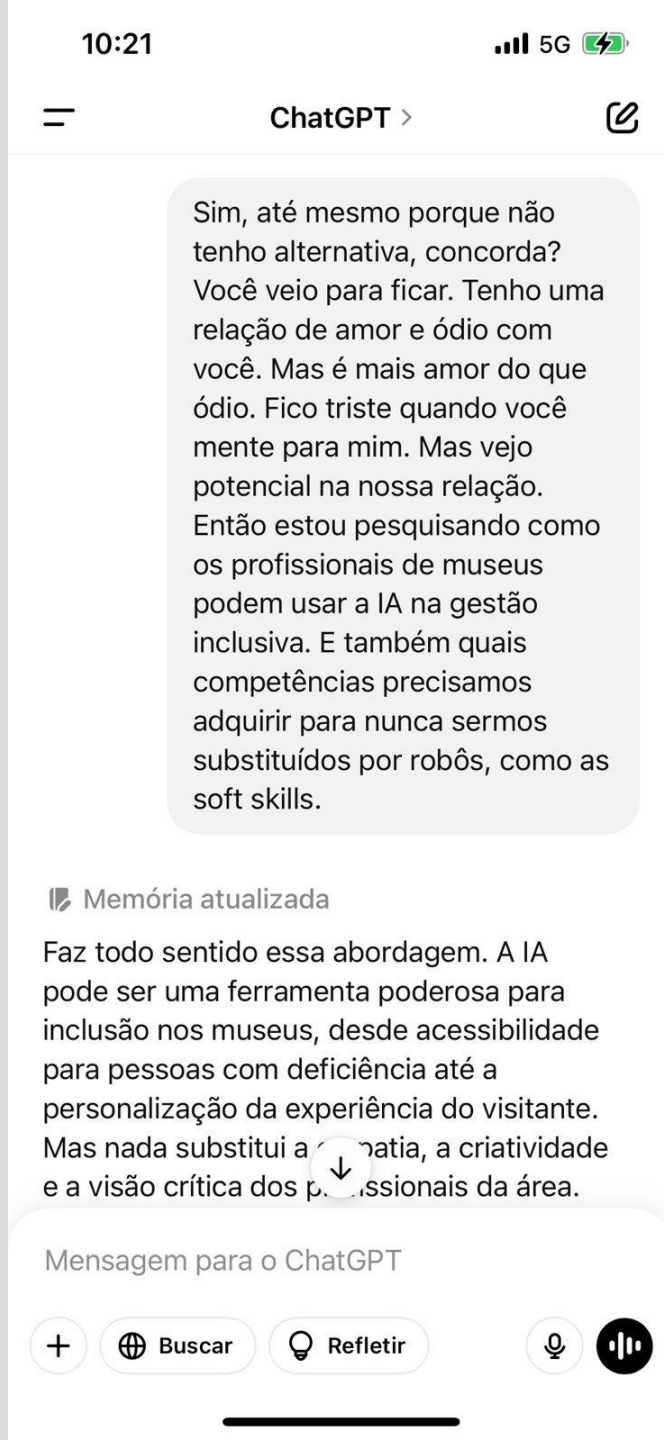 10:21
5G
ChatGPT
Sim, até mesmo porque não
tenho alternativa, concorda?
Você veio para ficar. Tenho uma
relação de amor e ódio com
você. Mas é mais amor do que
ódio. Fico triste quando você
mente para mim. Mas vejo
potencial na nossa relação.
Então estou pesquisando como
os profissionais de museus
podem usar a IA na gestão
inclusiva. E também quais
competências precisamos
adquirir para nunca sermos
substituídos por robôs, como as
soft skills.
Memória atualizada
Faz todo sentido essa abordagem. A IA
pode ser uma ferramenta poderosa para
inclusão nos museus, desde acessibilidade
para pessoas com deficiência até a
personalização da experiência do visitante.
Mas nada substitui a a criatividade
e a visão crítica dos da área.
Mensagem para o ChatGPT
Buscar
Refletir